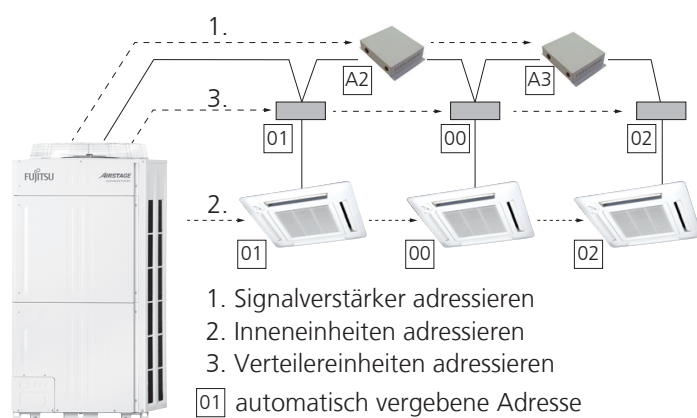 1.
A2
A3
3.
01
00
02
FUJITSU
AIRSTAGE
2.
01
00
02
1. Signalverstärker adressieren
2. Inneneinheiten adressieren
3. Verteilereinheiten adressieren
01 automatisch vergebene Adresse